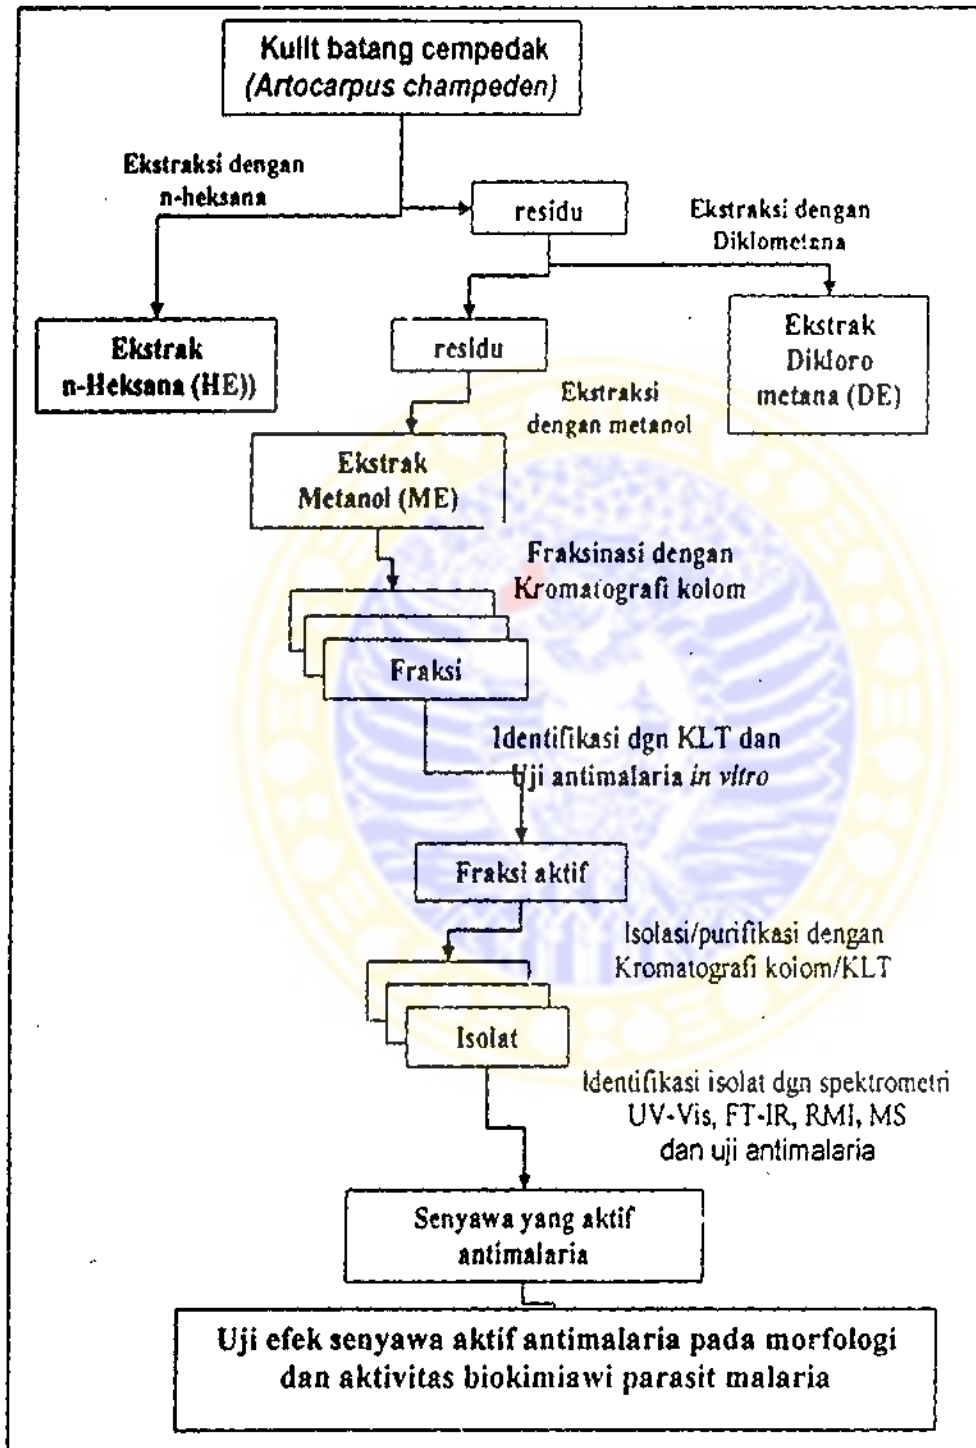 Kulit batang cempedak
(Artocarpus champeden)
Ekstraksi dengan
n-heksana
residu
Ekstraksi dengan
Diklometana
Ekstrak
n-Heksana (HE))
residu
Ekstrak
Dikloro
metana (DE)
Ekstraksi
dengan metanol
Ekstrak
Metanol (ME)
Fraksinasi dengan
Kromatografi kolom
Fraksi
Identifikasi dgn KLT dan
Uji antimalaria in vitro
Fraksi aktif
Isolasi/purifikasi dengan
Kromatografi kolom/KLT
Isolat
Identifikasi isolat dgn spektrometri
UV-Vis, FT-IR, RMI, MS
dan uji antimalaria
Senyawa yang aktif
antimalaria
Uji efek senyawa aktif antimalaria pada morfologi
dan aktivitas biokimiawi parasit malaria